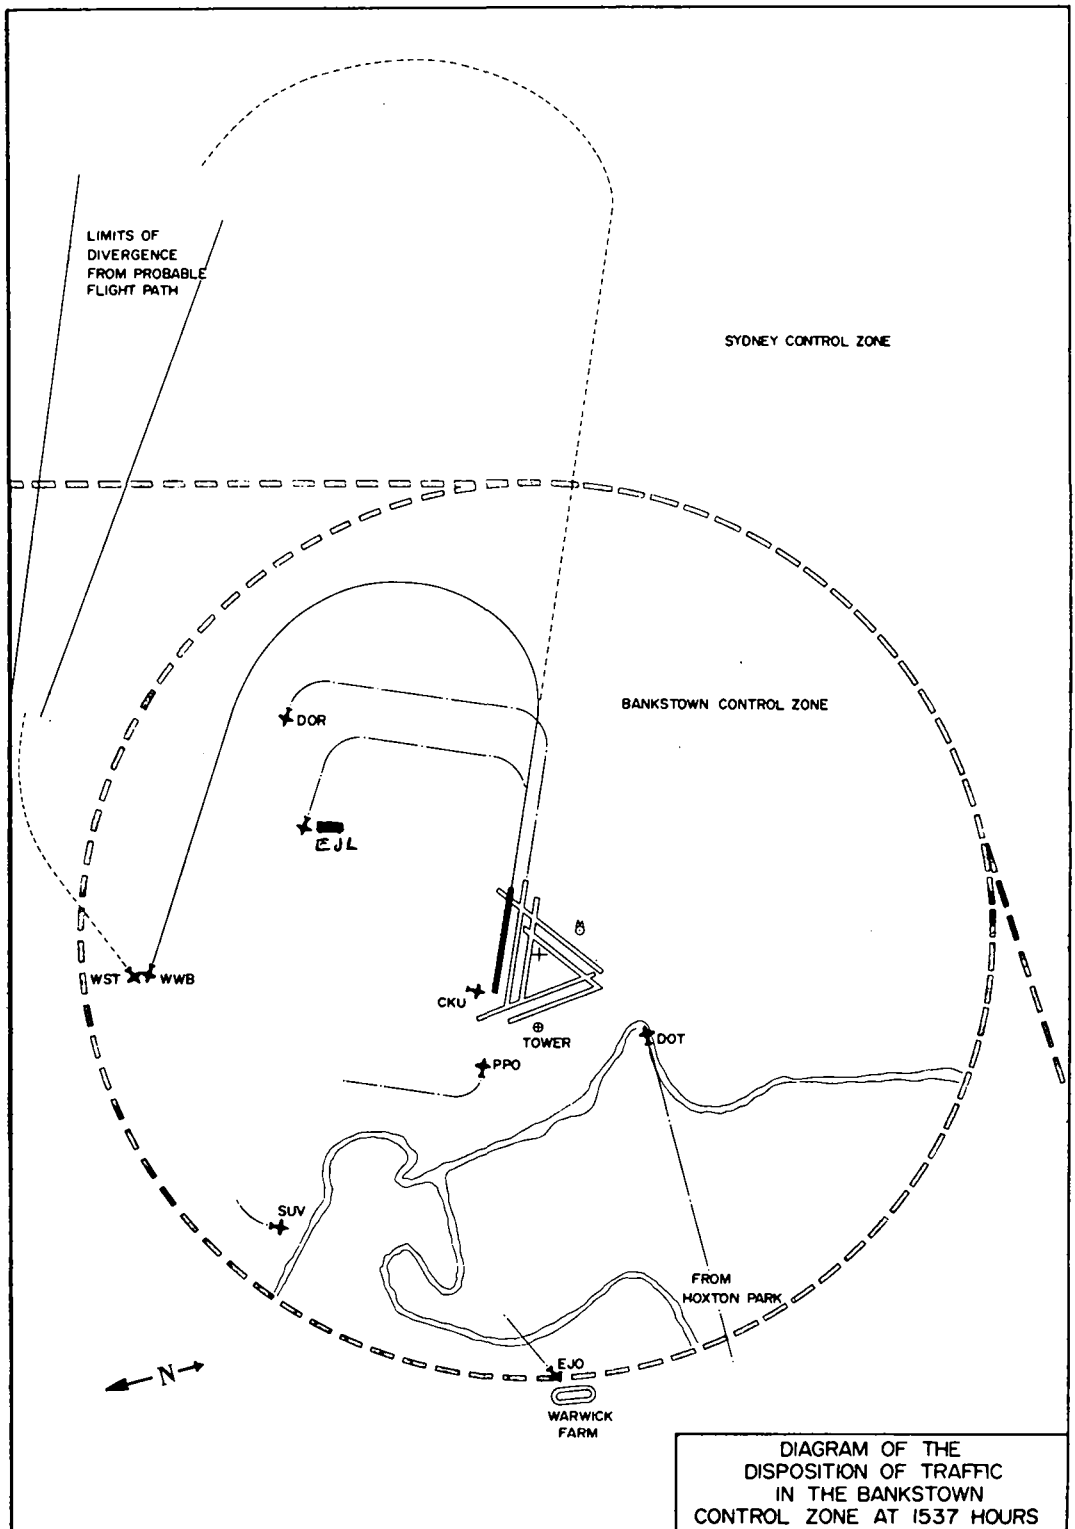 LIMITS OF
DIVERGENCE
FROM PROBABLE
FLIGHT PATH
SYDNEY CONTROL ZONE
BANKSTOWN CONTROL ZONE
DOR
EJL
WST
WWB
CKU
TOWER
DOT
PPO
SUV
FROM
HOXTON PARK
N
EJO
WARWICK
FARM
DIAGRAM OF THE
DISPOSITION OF TRAFFIC
IN THE BANKSTOWN
CONTROL ZONE AT 1537 HOURS